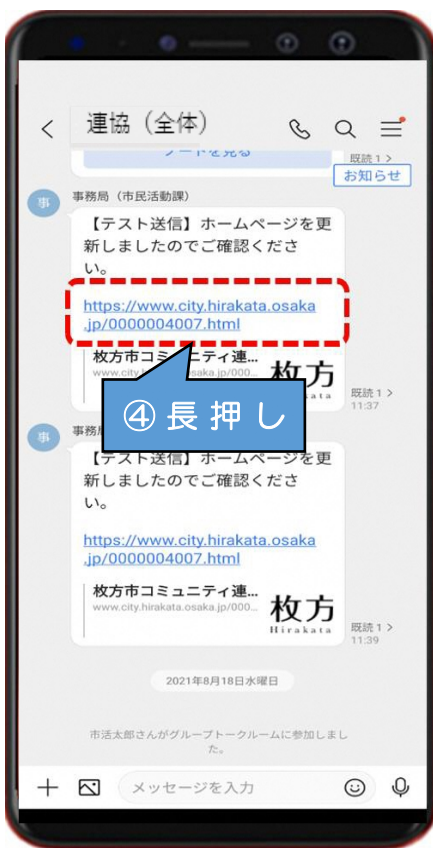 連協（全体）
ノートを見る
既読 1 >
お知らせ
事
事務局（市民活動課）
【テスト送信】ホームページを更
新しましたのでご確認くださ
い。
https://www.city.hirakata.osaka
.jp/0000004007.html
枚方市コミュニティ連...
枚方
既読 1 >
11:37
④長押し
事
【テスト送信】ホームページを更
新しましたのでご確認くださ
い。
https://www.city.hirakata.osaka
.jp/0000004007.html
枚方市コミュニティ連...
www.city.hirakata.osaka.jp/000...
枚方
Hirakata
既読 1 >
11:39
2021年8月18日水曜日
市活太郎さんがグループトークルームに参加しまし
た。
メッセージを入力